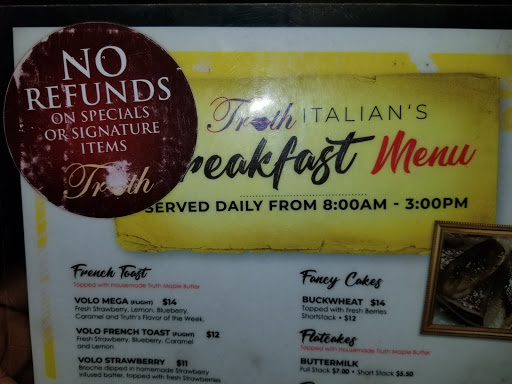 NO
REFUNDS
ON SPECIALS
OR SIGNATURE
ITEMS
Truth
Truth ITALIAN'S
reakfast Menu
SERVED DAILY FROM 8:00AM - 3:00PM
French Toast
Topped with Housemade Truth Maple Butter
VOLO MEGA (FLIGHT) $14
Fresh Strawberry, Lemon, Blueberry,
Caramel and Truth's Flavor of the Week.
VOLO FRENCH TOAST (FLIGHT) $12
Fresh Strawberry, Blueberry, Caramel
and Lemon
VOLO STRAWBERRY $11
Brioche dipped in homemade Strawberry
infused batter, topped with fresh Strawberries
Fancy Cakes
BUCKWHEAT $14
Topped with Fresh Berries
Shortstack • $12
Flatcakes
Topped with Housemade Truth Maple Butter
BUTTERMILK
Full Stack $7.00 • Short Stack $5.50